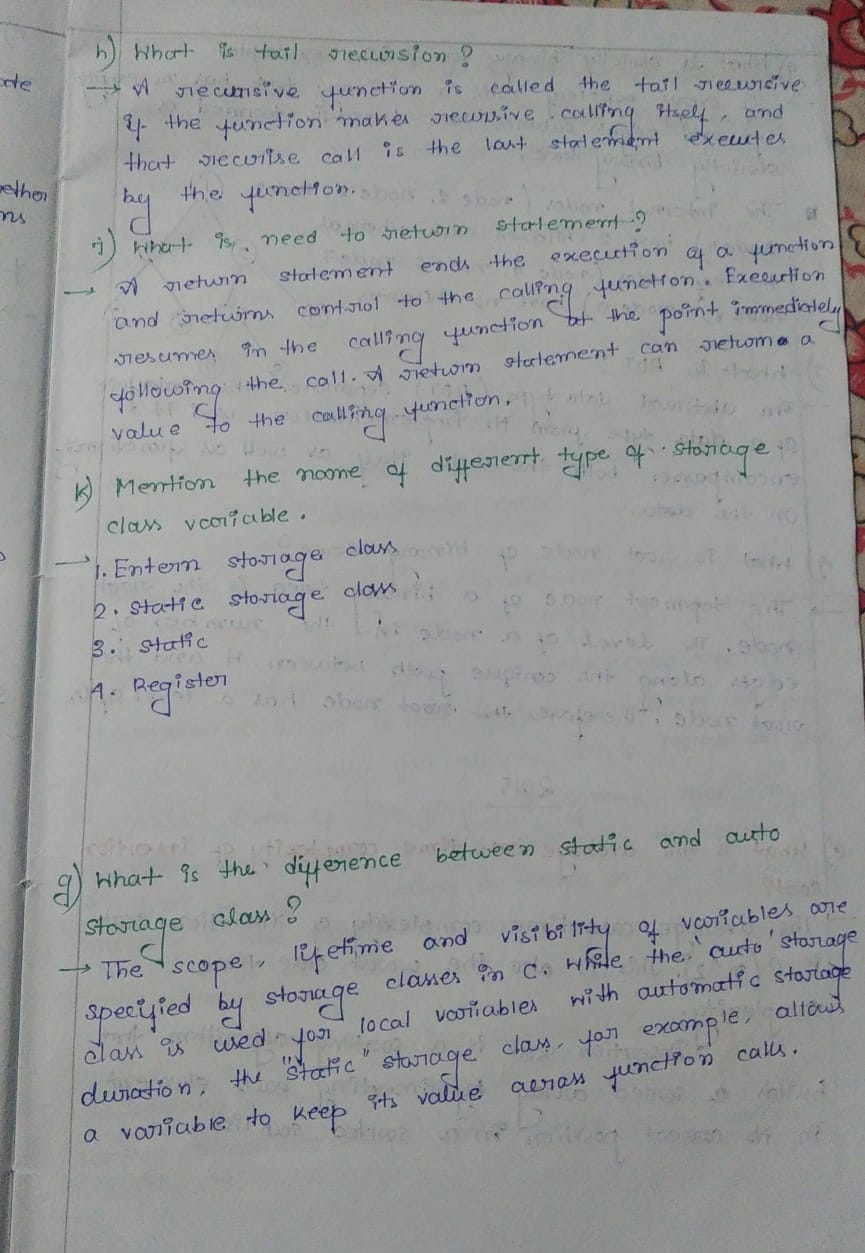 h) What is tail recursion?
→ A recursive function is called the tail recursive
if the function makes recursive calling itself, and
that recurise call is the last statement executes
by the function.
j) What is need to return statement?
→ A return statement ends the execution of a function
and returns control to the calling function. Execution
resumes in the calling function at the point immediately
following the call. A return statement can return a
value to the calling function.
k) Mention the name of different type of storage
class variable.
→ 1. Entern storage class
2. Static storage class
3. Static
4. Register
g) What is the difference between static and auto
storage class?
→ The scope, lifetime and visibility of variables are
specified by storage classes in C. While the 'auto' storage
class is used for local variables with automatic storage
duration, the "static" storage class, for example, allows
a variable to keep its value across function calls.
ode
ether
ns